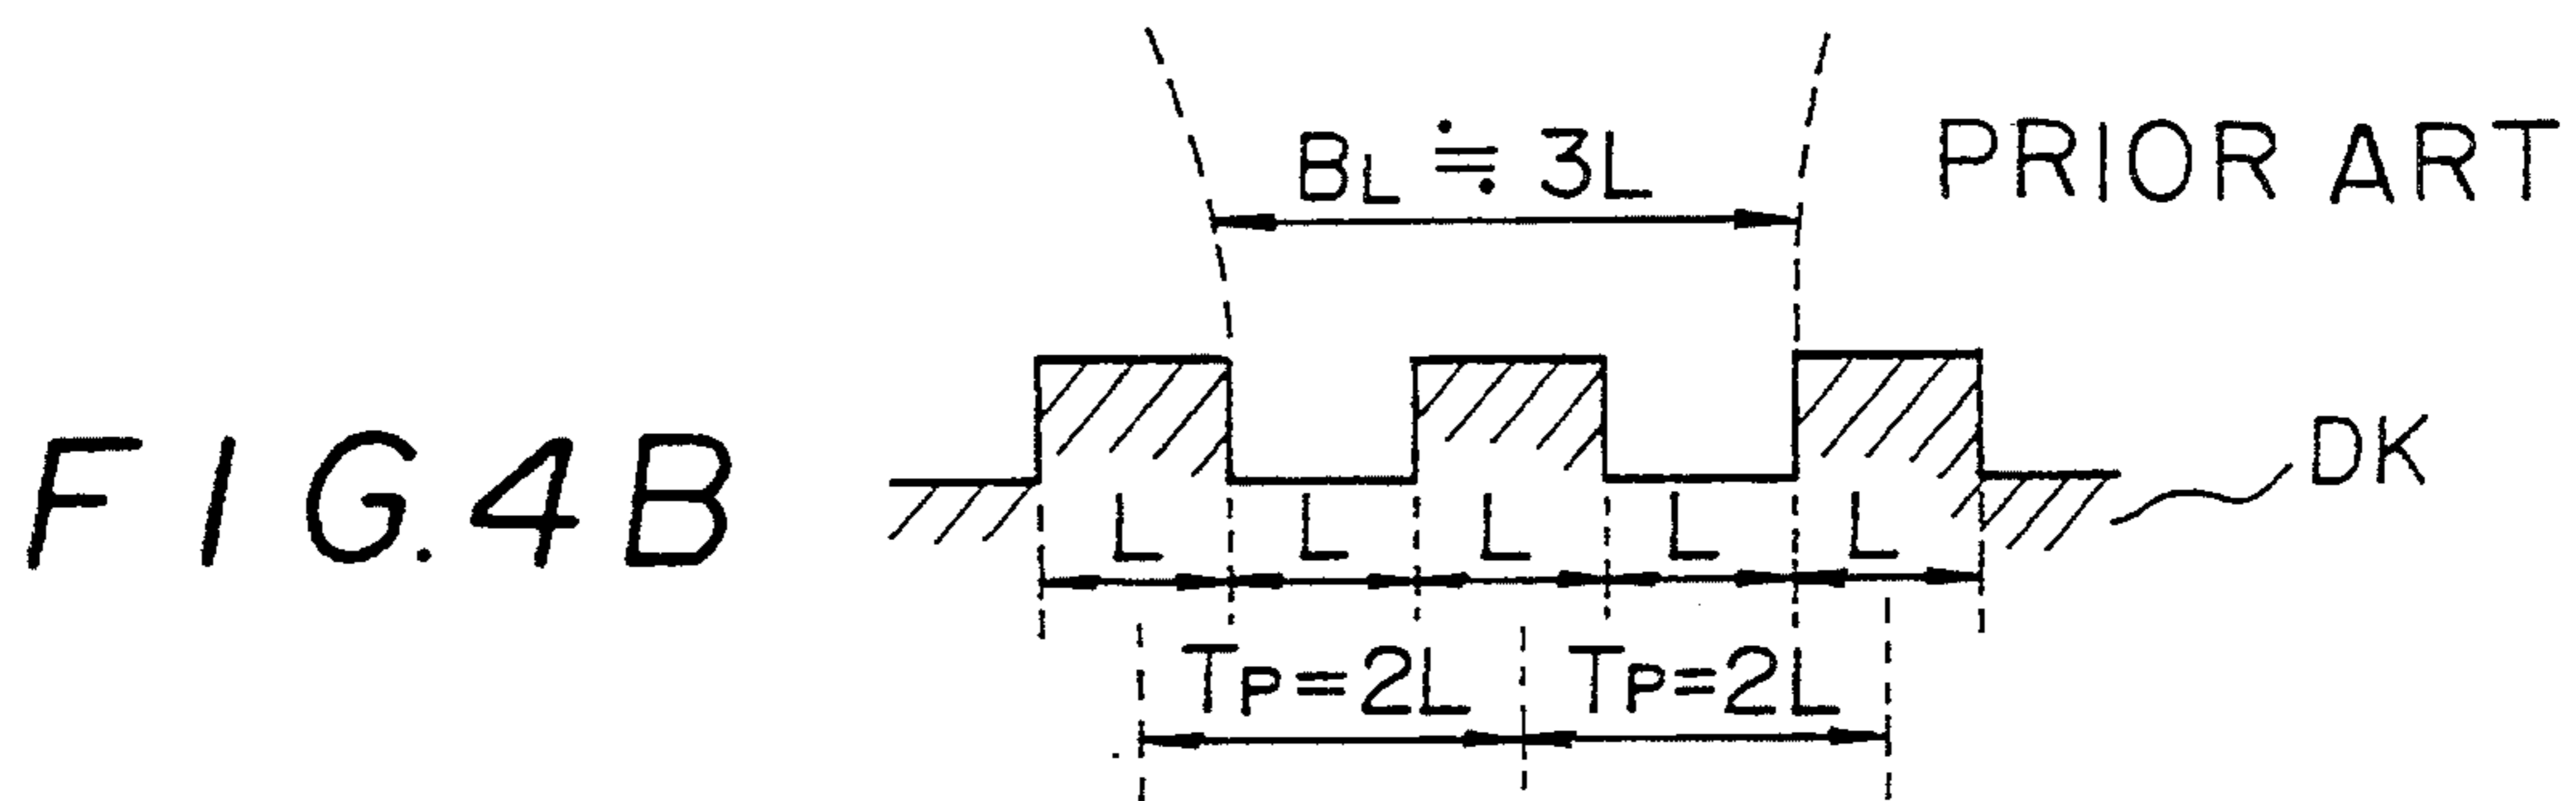 PRIOR ART
BL ≒ 3L
DK
FIG. 4B
L L L L L
TP=2L TP=2L